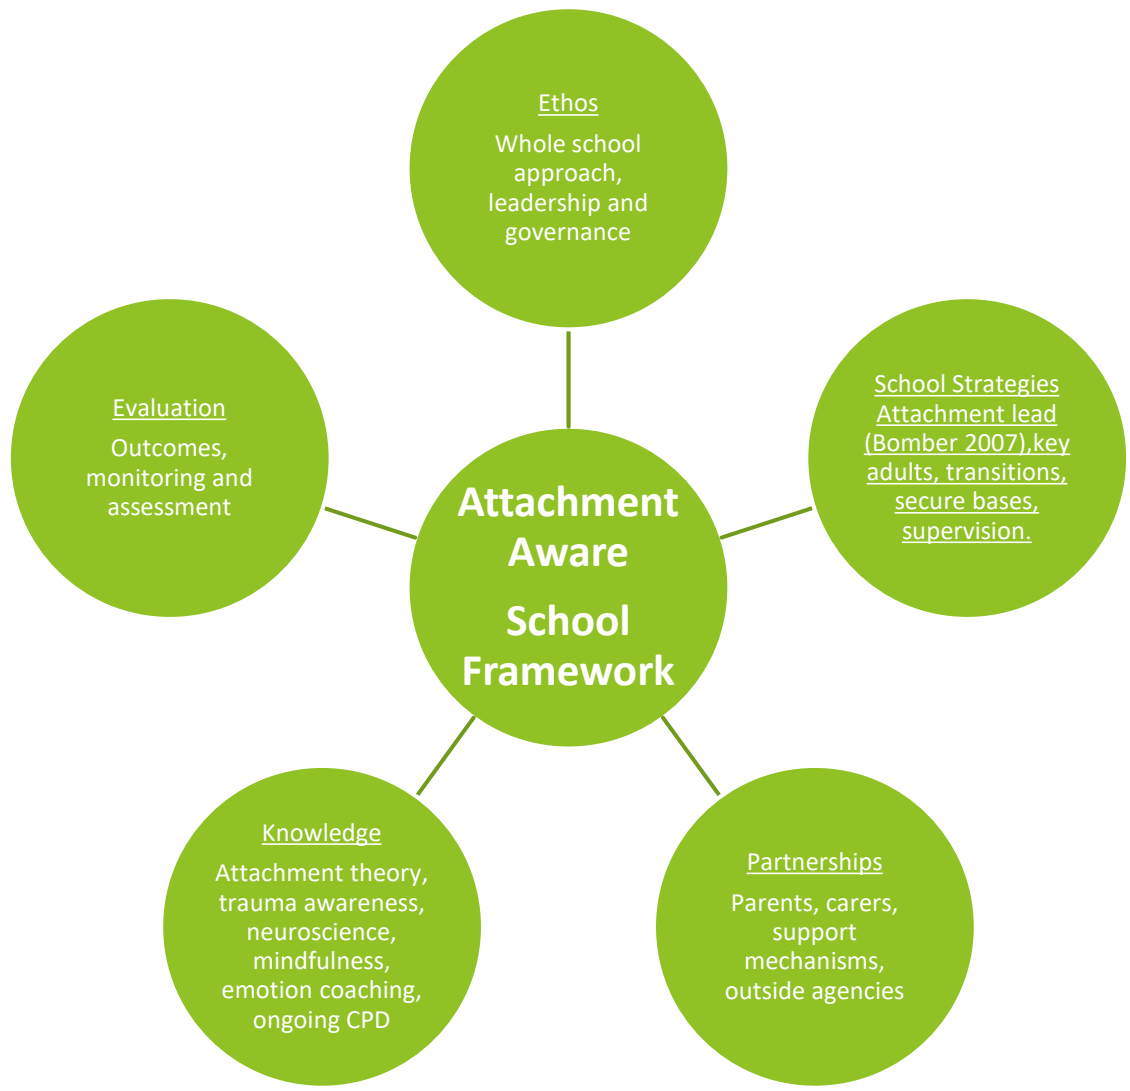 Ethos
Whole school
approach,
leadership and
governance
School Strategies
Attachment lead
(Bomber 2007),key
adults, transitions,
secure bases,
supervision.
Partnerships
Parents, carers,
support
mechanisms,
outside agencies
Knowledge
Attachment theory,
trauma awareness,
neuroscience,
mindfulness,
emotion coaching,
ongoing CPD
Evaluation
Outcomes,
monitoring and
assessment
Attachment
Aware
School
Framework